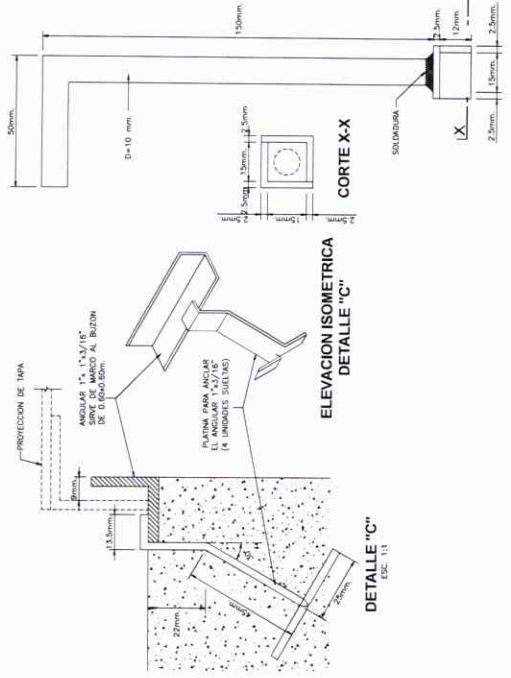 PROYECCION DE TAPA
ANGULAR 1"x 1"x3/16"
SIRVE DE MARCO AL BUZON
DE 0.60x0.60m.
9mm.
13.5mm.
22mm.
45mm.
25mm.
PLATINA PARA ANCLAR
EL ANGULAR 1"x3/16"
(4 UNIDADES SUELTAS)
DETALLE "C"
ESC. 1:1
ELEVACION ISOMETRICA
DETALLE "C"
50mm.
150mm.
D=10 mm.
2.5mm.
15mm.
2.5mm.
2.5mm.
15mm.
2.5mm.
CORTE X-X
SOLDADURA
2.5mm.
12mm.
X
2.5mm.
15mm.
2.5mm.